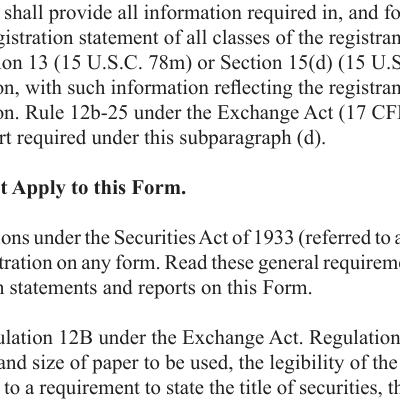 shall provide all information required in, and fo
gistration statement of all classes of the registran
on 13 (15 U.S.C. 78m) or Section 15(d) (15 U.S
on, with such information reflecting the registran
on. Rule 12b-25 under the Exchange Act (17 CFI
rt required under this subparagraph (d).
t Apply to this Form.
ons under the Securities Act of 1933 (referred to a
tration on any form. Read these general requirem
n statements and reports on this Form.
ulation 12B under the Exchange Act. Regulation
and size of paper to be used, the legibility of the
to a requirement to state the title of securities, th